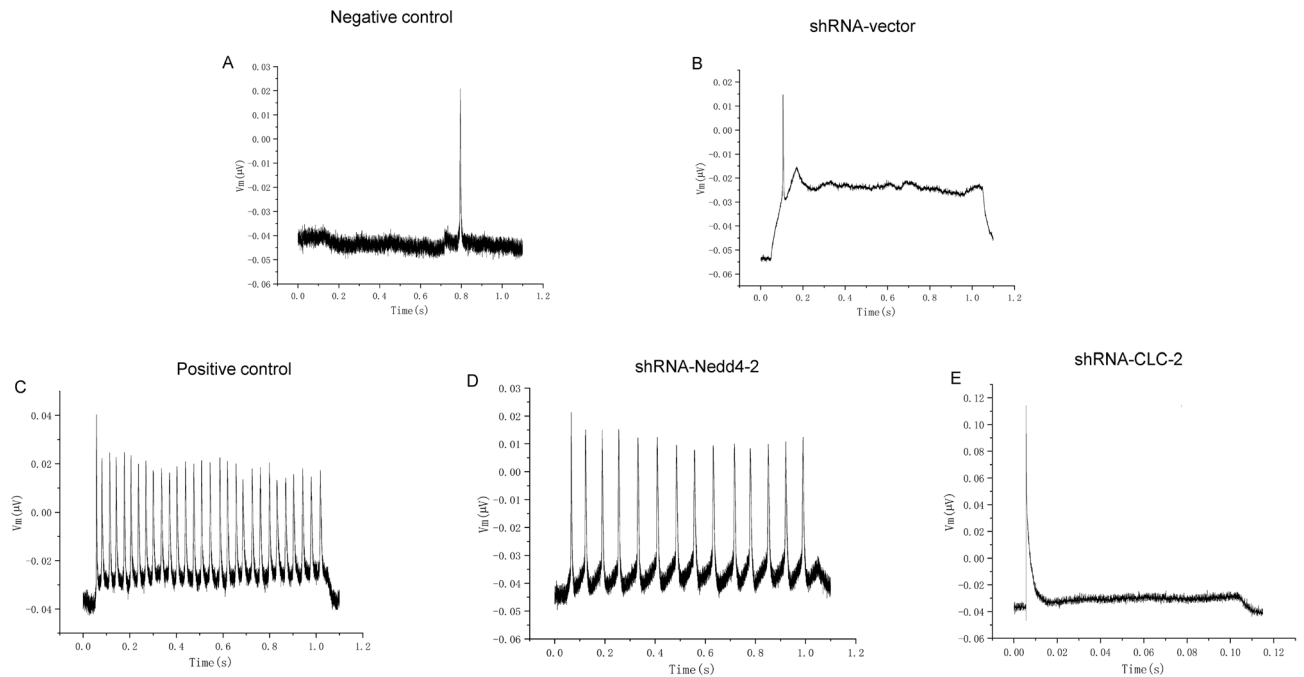 Negative control
shRNA-vector
A
B
0.03
0.02
0.01
0.00
-0.01
-0.02
-0.03
-0.04
-0.05
-0.06
Vm(μV)
0.0 0.2 0.4 0.6 0.8 1.0 1.2
Time(s)
0.02
0.01
0.00
-0.01
-0.02
-0.03
-0.04
-0.05
-0.06
Vm(μV)
0.0 0.2 0.4 0.6 0.8 1.0 1.2
Time(s)
Positive control
shRNA-Nedd4-2
shRNA-CLC-2
C
D
E
0.04
0.02
0.00
-0.02
-0.04
Vm(μV)
0.0 0.2 0.4 0.6 0.8 1.0 1.2
Time(s)
0.03
0.02
0.01
0.00
-0.01
-0.02
-0.03
-0.04
-0.05
-0.06
Vm(μV)
0.0 0.2 0.4 0.6 0.8 1.0 1.2
Time(s)
0.12
0.10
0.08
0.06
0.04
0.02
0.00
-0.02
-0.04
-0.06
Vm(μV)
0.00 0.02 0.04 0.06 0.08 0.10 0.12
Time(s)